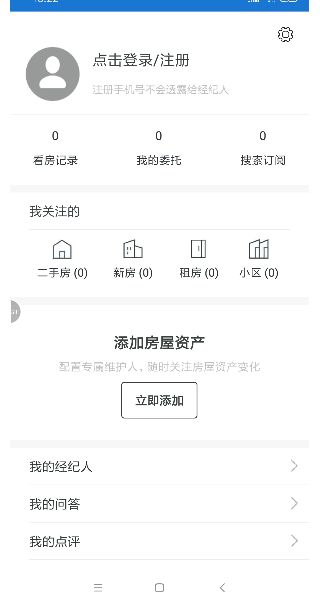 点击登录/注册
注册手机号不会透露给经纪人
0
0
0
看房记录
我的委托
搜索订阅
我关注的
二手房 (0)
新房 (0)
租房 (0)
小区 (0)
添加房屋资产
配置专属维护人，随时关注房屋资产变化
立即添加
我的经纪人
我的问答
我的点评